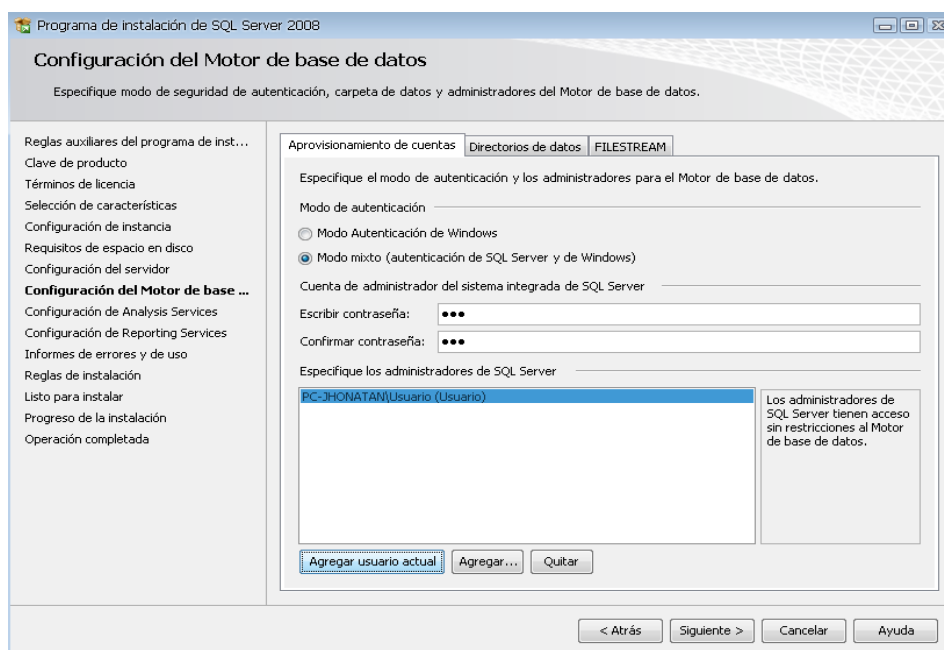 Programa de instalación de SQL Server 2008
Configuración del Motor de base de datos
Especifique modo de seguridad de autenticación, carpeta de datos y administradores del Motor de base de datos.
Reglas auxiliares del programa de inst...
Clave de producto
Términos de licencia
Selección de características
Configuración de instancia
Requisitos de espacio en disco
Configuración del servidor
Configuración del Motor de base ...
Configuración de Analysis Services
Configuración de Reporting Services
Informes de errores y de uso
Reglas de instalación
Listo para instalar
Progreso de la instalación
Operación completada
Aprovisionamiento de cuentas Directorios de datos FILESTREAM
Especifique el modo de autenticación y los administradores para el Motor de base de datos.
Modo de autenticación
Modo Autenticación de Windows
Modo mixto (autenticación de SQL Server y de Windows)
Cuenta de administrador del sistema integrada de SQL Server
Escribir contraseña: ●●●
Confirmar contraseña: ●●●
Especifique los administradores de SQL Server
PC-JHONATAN\Usuario (Usuario)
Los administradores de
SQL Server tienen acceso
sin restricciones al Motor
de base de datos.
Agregar usuario actual Agregar... Quitar
< Atrás Siguiente > Cancelar Ayuda